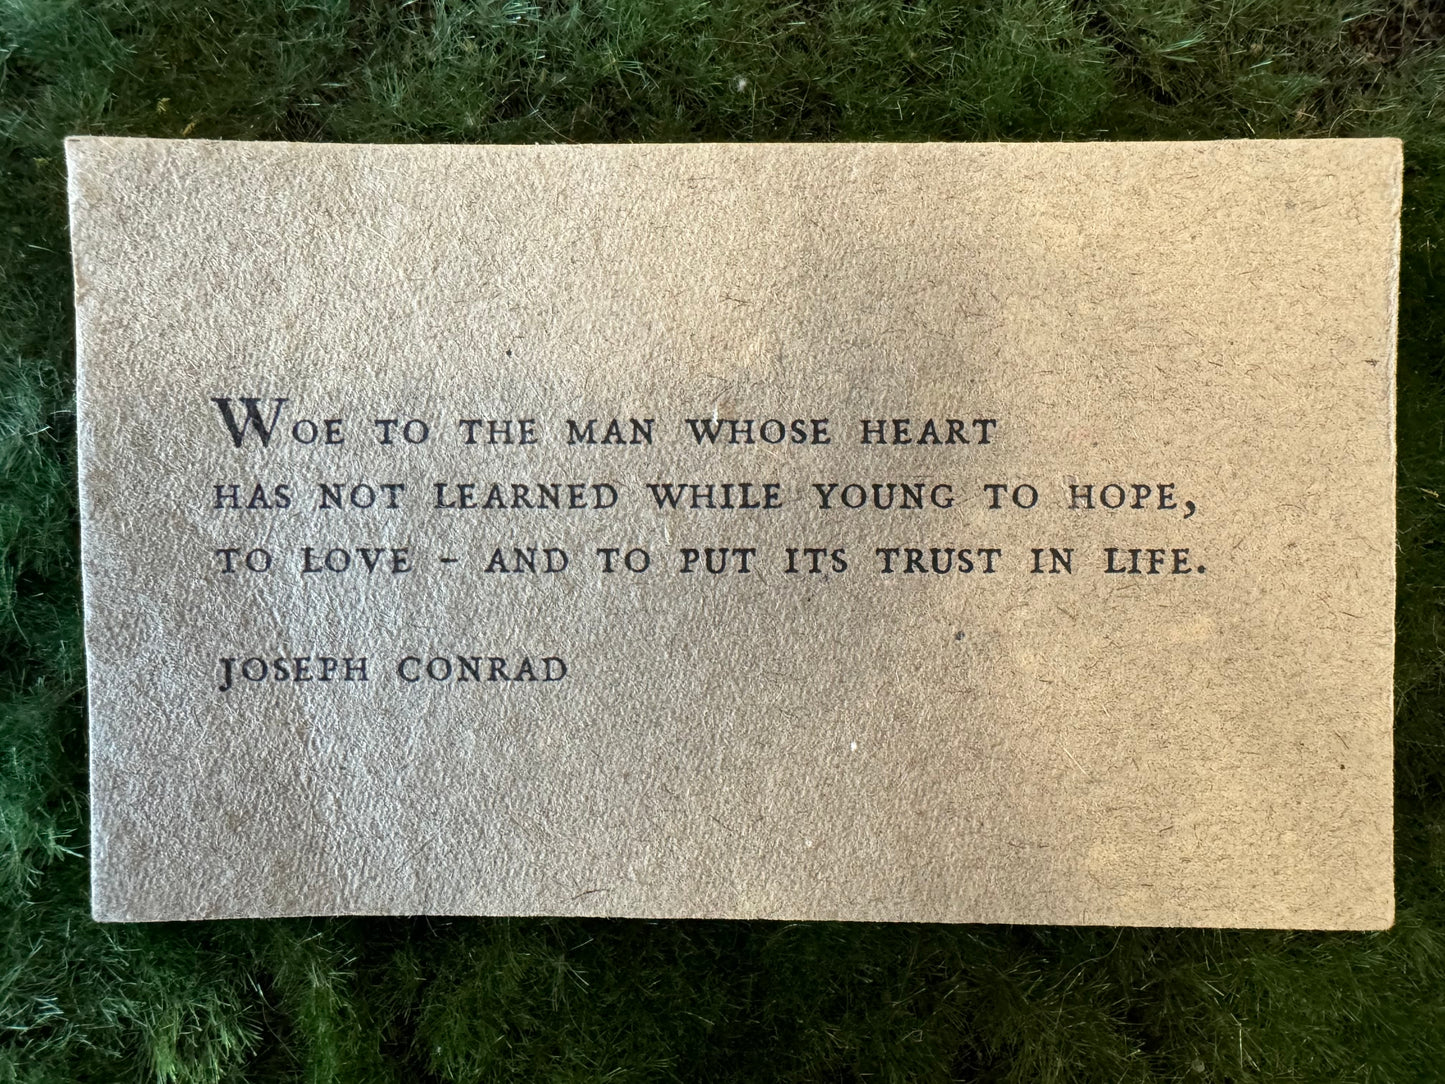 Woe to the man whose heart
has not learned while young to hope,
to love - and to put its trust in life.
Joseph Conrad